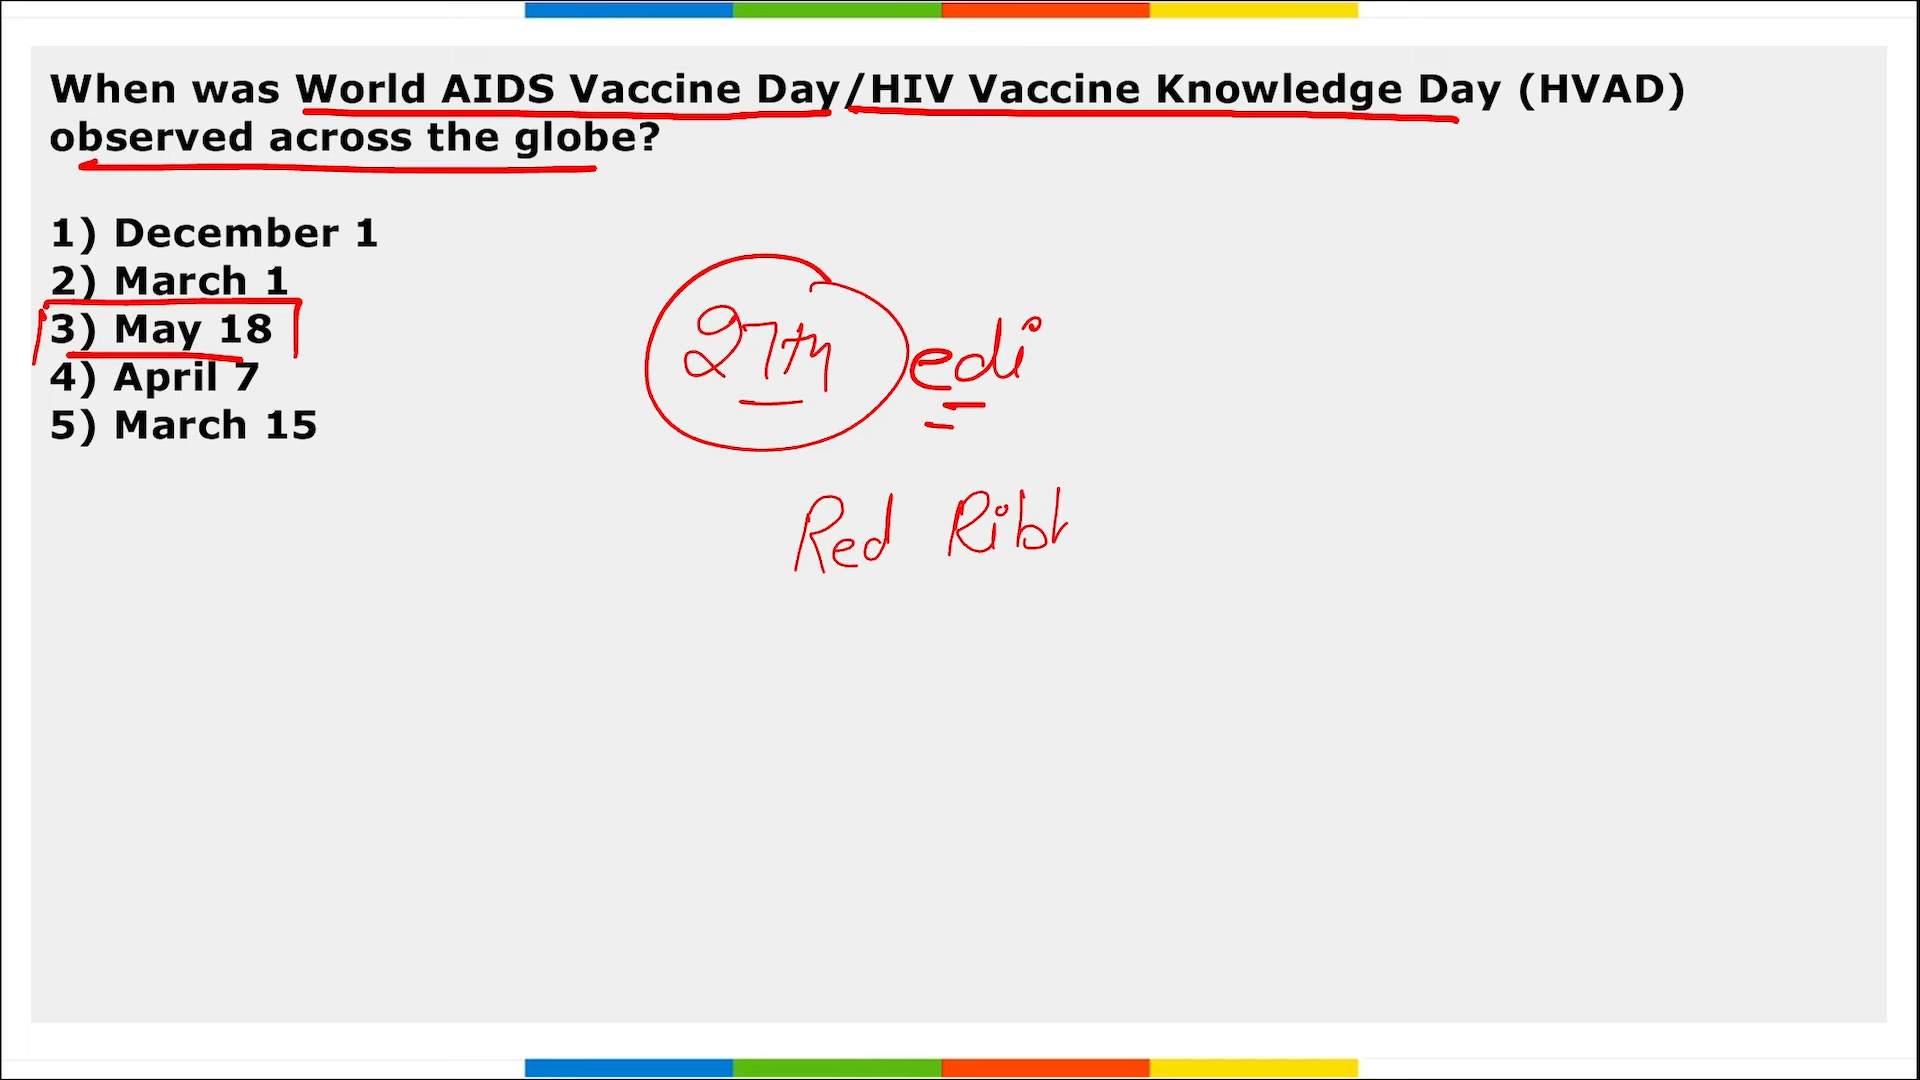 When was World AIDS Vaccine Day/HIV Vaccine Knowledge Day (HVAD)
observed across the globe?
1) December 1
2) March 1
3) May 18
4) April 7
5) March 15
27th edi
Red Ribb